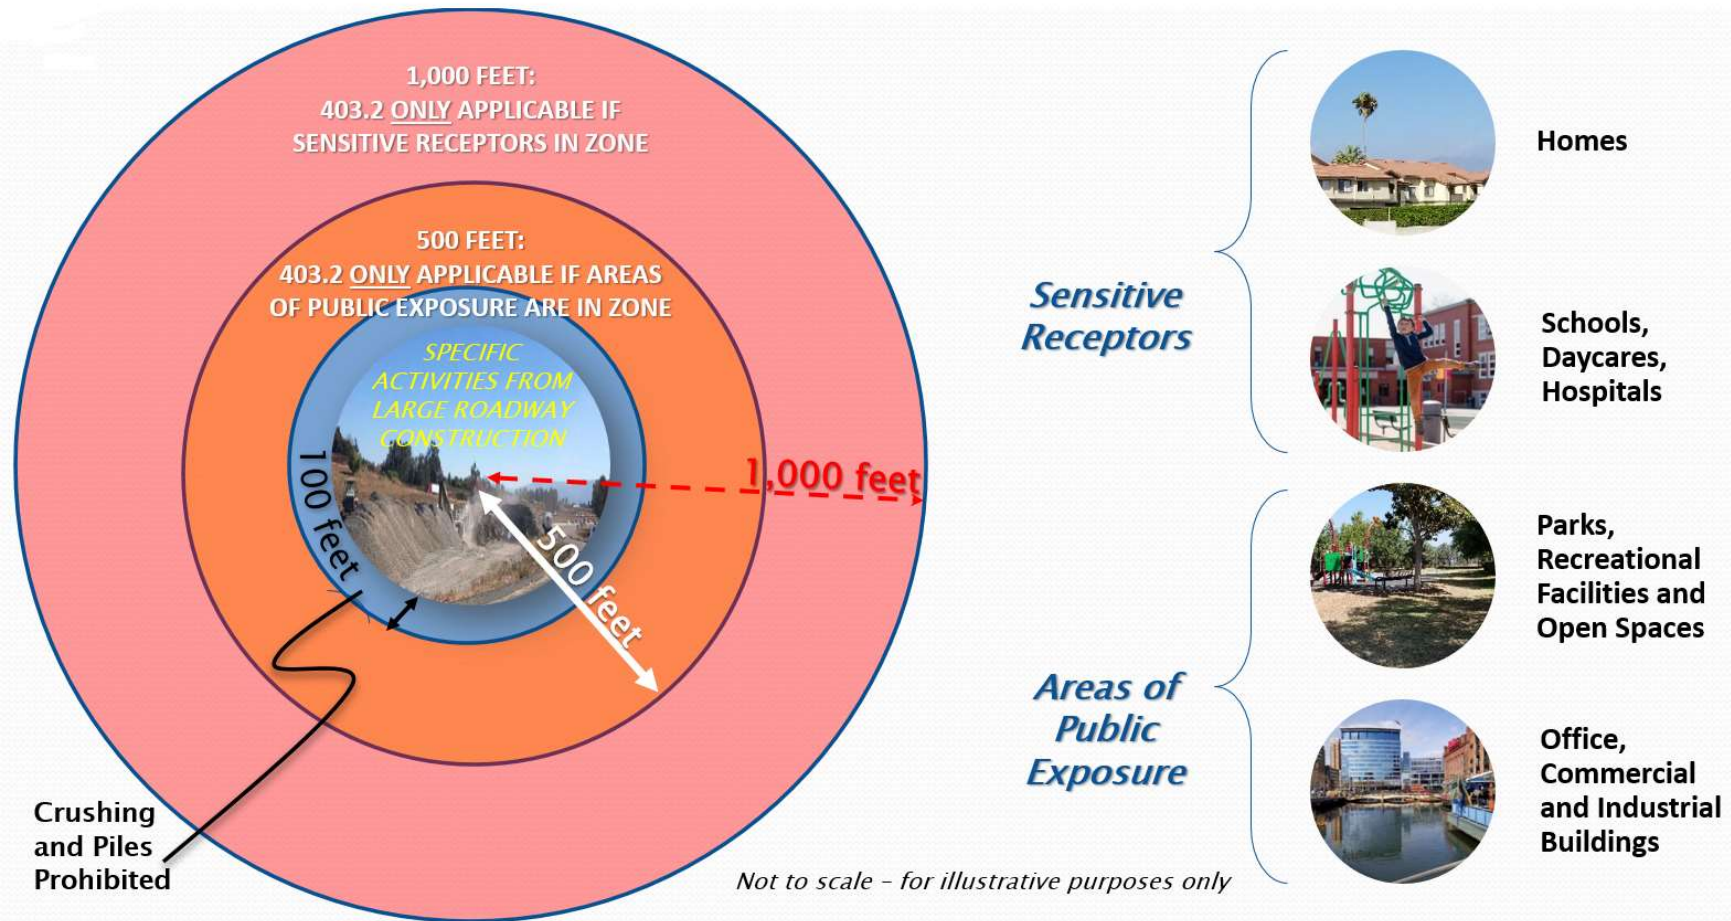 1,000 FEET:
403.2 ONLY APPLICABLE IF
SENSITIVE RECEPTORS IN ZONE
500 FEET:
403.2 ONLY APPLICABLE IF AREAS
OF PUBLIC EXPOSURE ARE IN ZONE
SPECIFIC
ACTIVITIES FROM
LARGE ROADWAY
CONSTRUCTION
100 feet
1,000 feet
500 feet
Crushing
and Piles
Prohibited
Sensitive
Receptors
Homes
Schools,
Daycares,
Hospitals
Areas of
Public
Exposure
Parks,
Recreational
Facilities and
Open Spaces
Office,
Commercial
and Industrial
Buildings
Not to scale – for illustrative purposes only